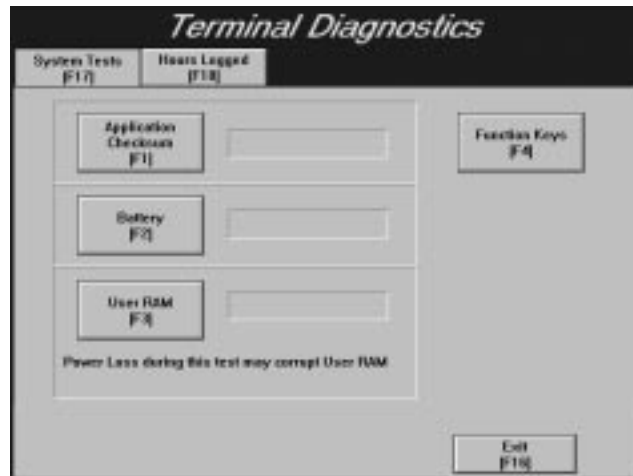 Terminal Diagnostics
System Tests
[F17]
Hours Logged
[F18]
Application
Checksum
[F1]
Function Keys
[F4]
Battery
[F2]
User RAM
[F3]
Power Loss during this test may corrupt User RAM
Exit
[F16]